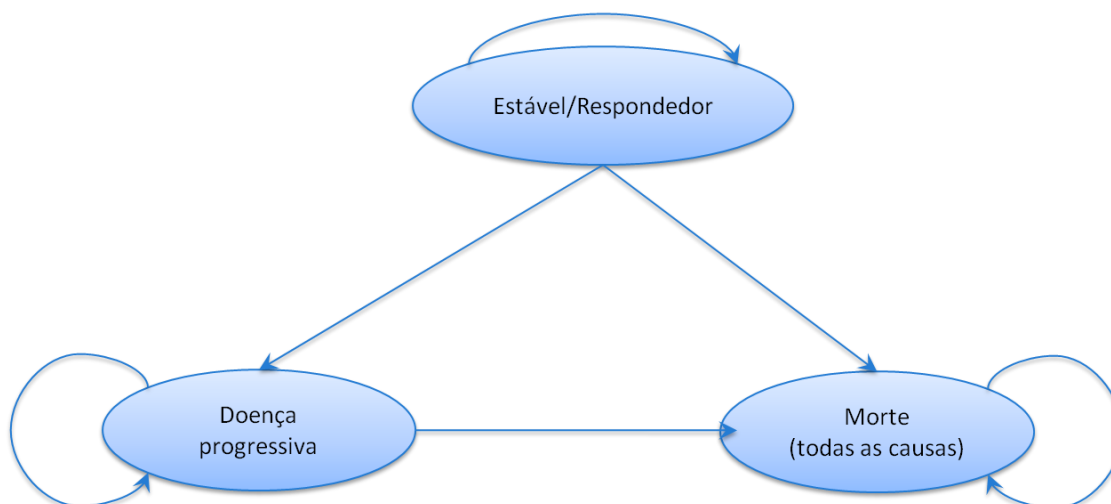 Estável/Respondedor
Doença
progressiva
Morte
(todas as causas)